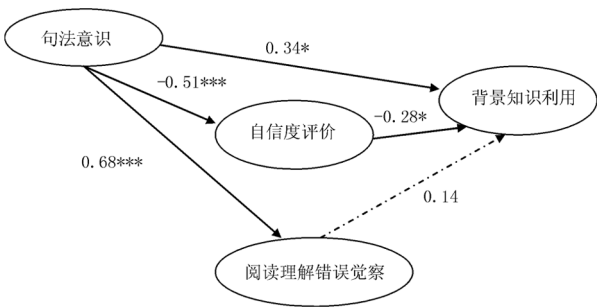 句法意识
0.34*
-0.51***
背景知识利用
自信度评价
-0.28*
0.68***
0.14
阅读理解错误觉察